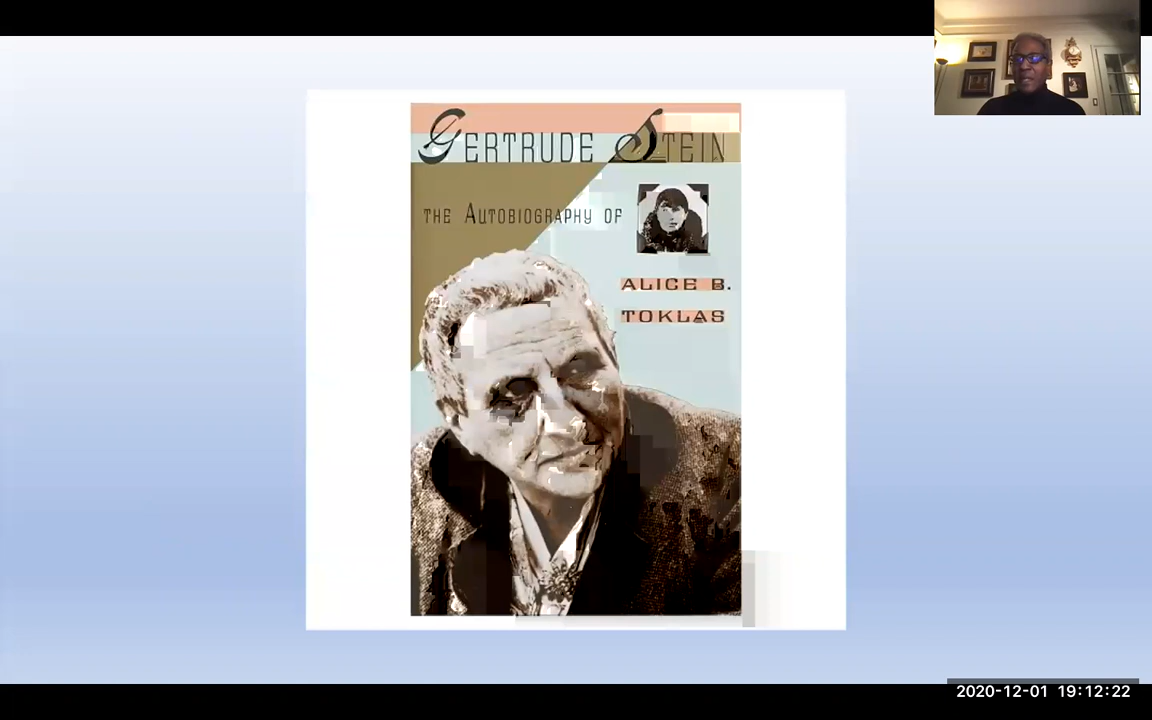 GERTRUDE STEIN
THE AUTOBIOGRAPHY OF
ALICE B.
TOKLAS
2020-12-01 19:12:22